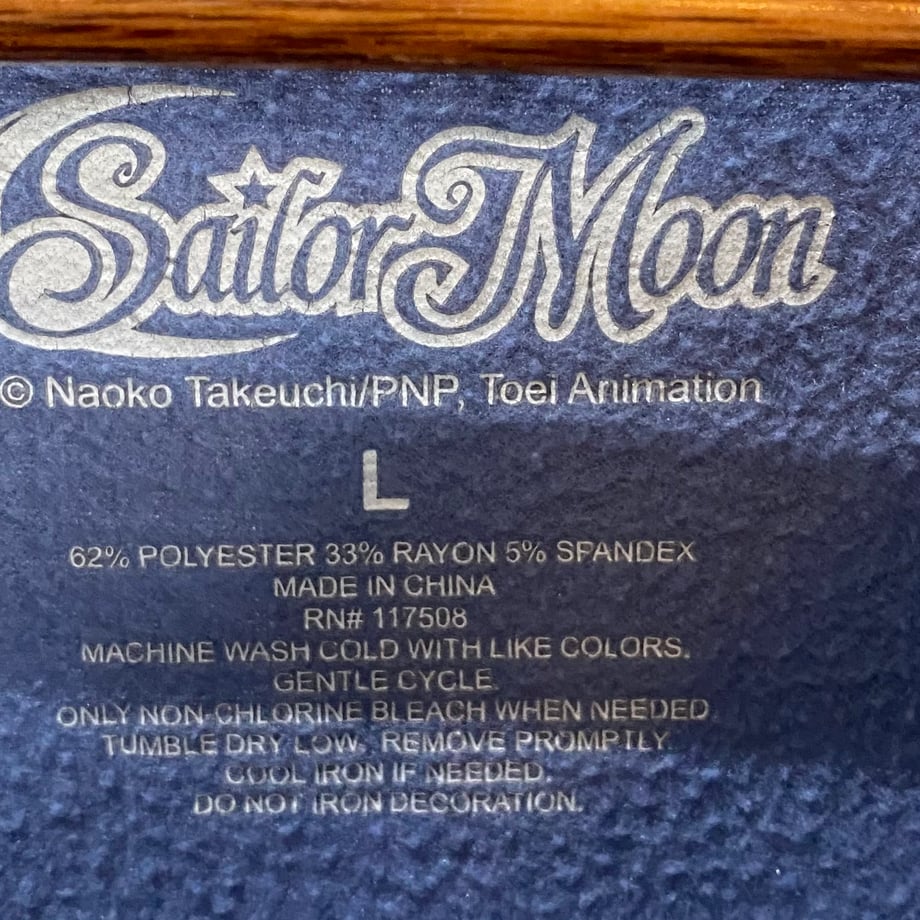 Sailor Moon
© Naoko Takeuchi/PNP, Toei Animation
L
62% POLYESTER 33% RAYON 5% SPANDEX
MADE IN CHINA
RN# 117508
MACHINE WASH COLD WITH LIKE COLORS.
GENTLE CYCLE.
ONLY NON-CHLORINE BLEACH WHEN NEEDED
TUMBLE DRY LOW. REMOVE PROMPTLY
COOL IRON IF NEEDED.
DO NOT IRON DECORATION.